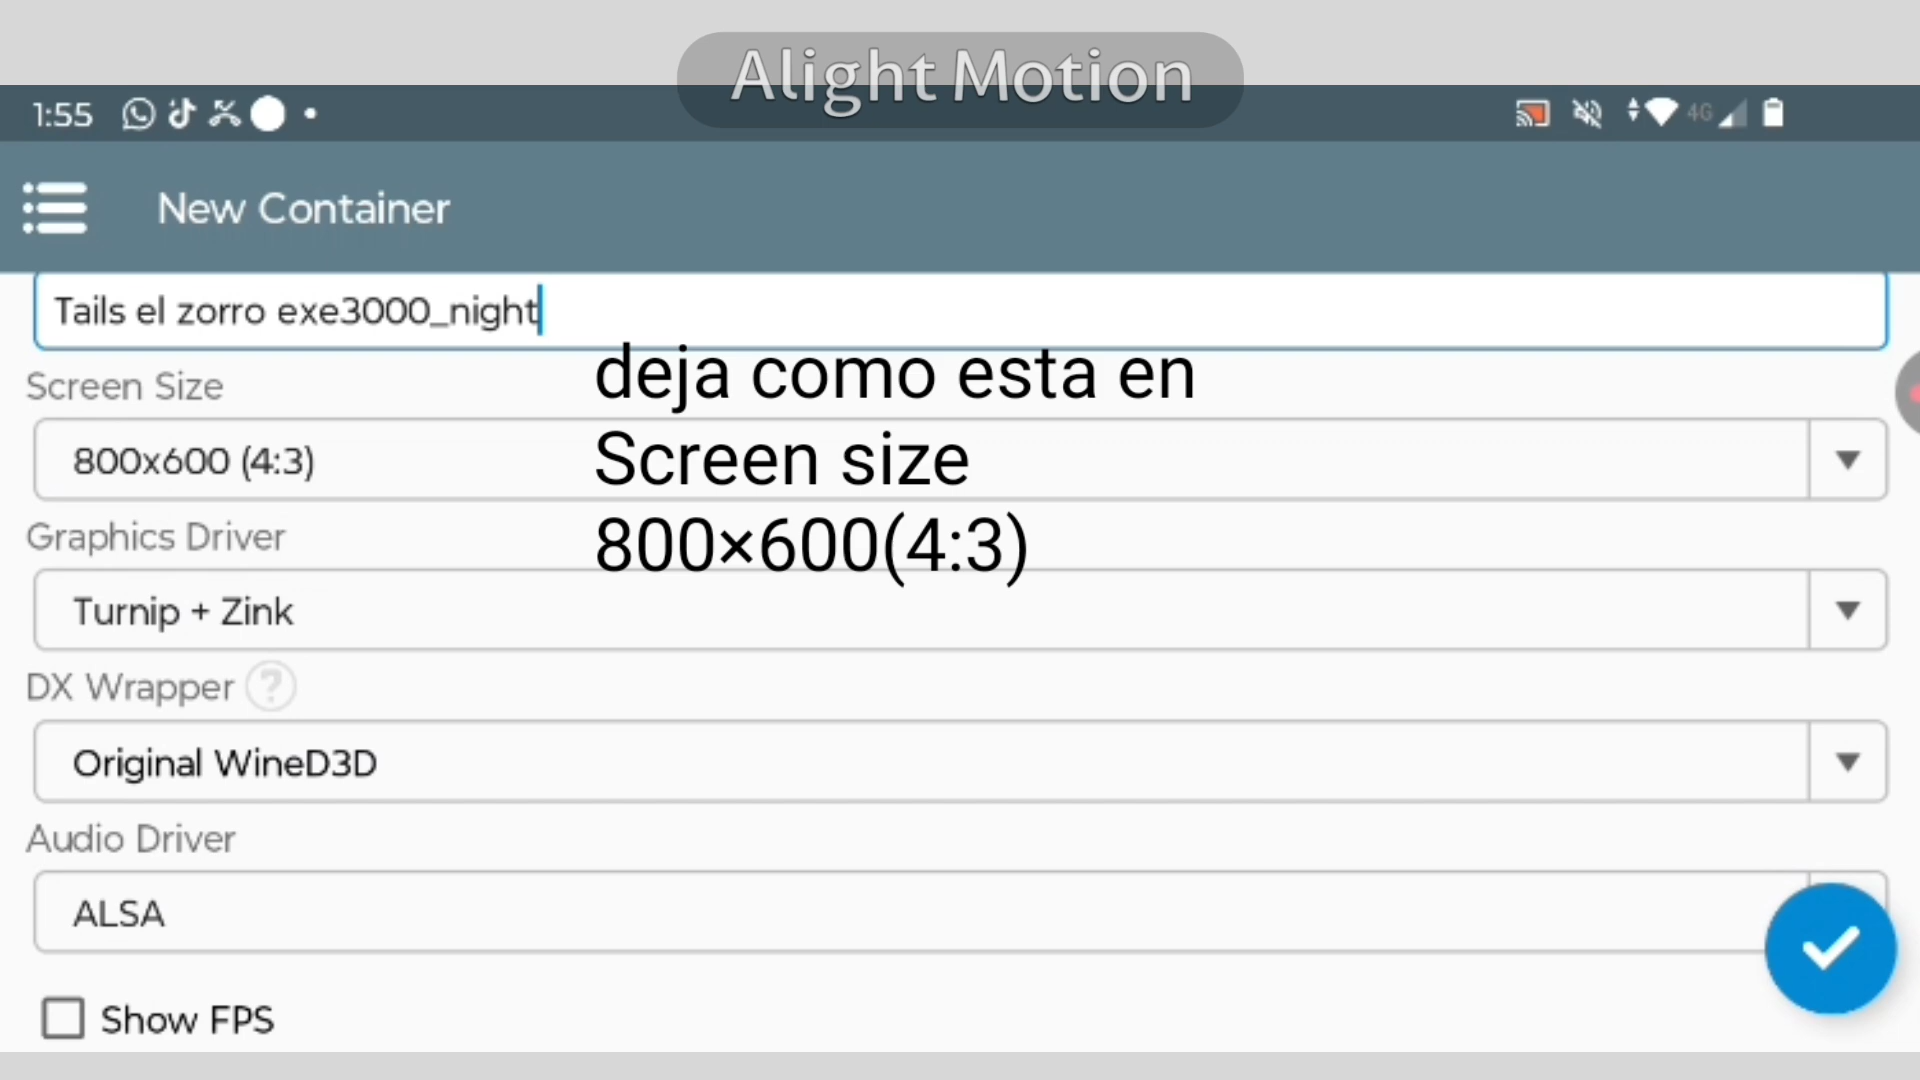 Alight Motion
1:55
4G
New Container
Tails el zorro exe3000_night
deja como esta en
Screen size
800×600(4:3)
Screen Size
800x600 (4:3)
Graphics Driver
Turnip + Zink
DX Wrapper ?
Original WineD3D
Audio Driver
ALSA
Show FPS